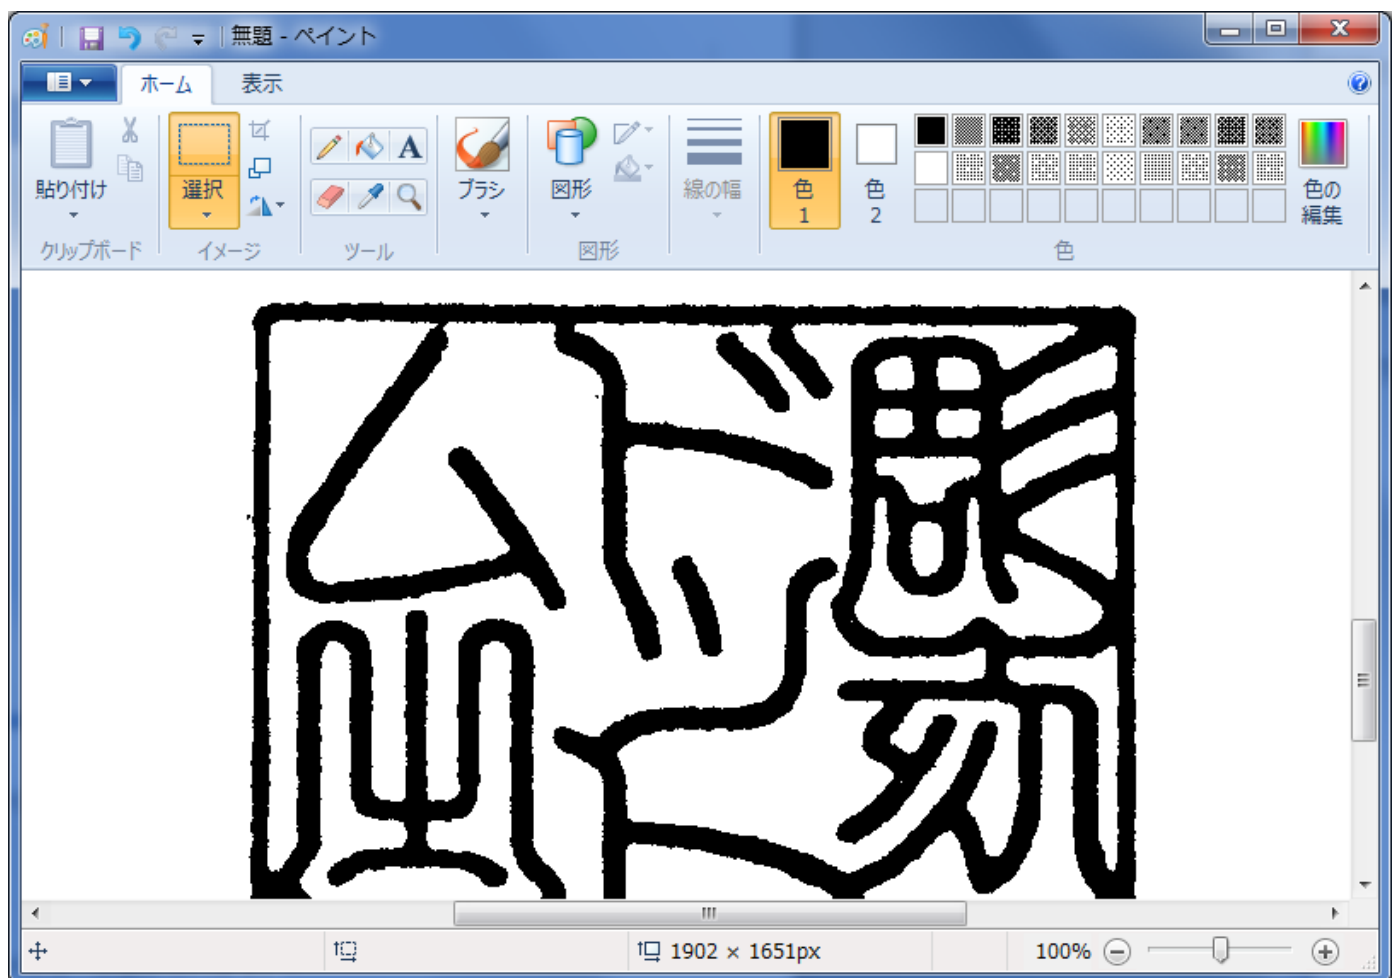 無題 - ペイント
ホーム 表示
貼り付け
クリップボード
選択
イメージ
A
ツール
ブラシ
図形
図形
線の幅
色
1
色
2
色の
編集
色
1902 × 1651px
100%